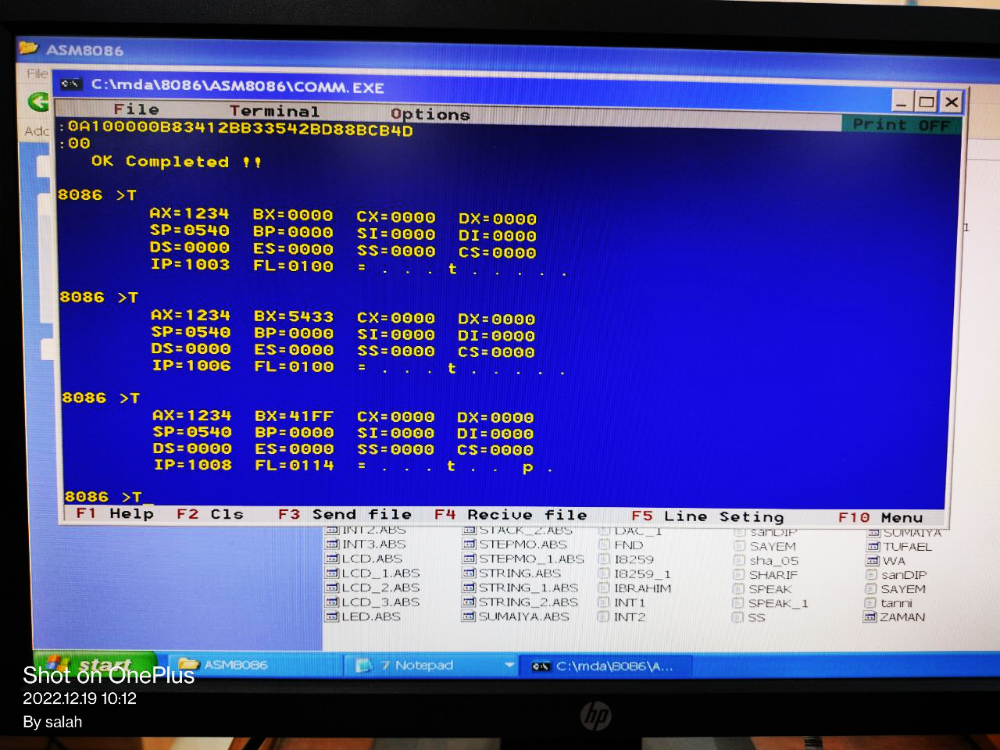 ASM8086
File
C:\mda\8086\ASM8086\COMM.EXE
File Terminal Options
Print OFF
:0A100000B83412BB33542BD88BCB4D
:00
OK Completed !!
8086 >T
AX=1234 BX=0000 CX=0000 DX=0000
SP=0540 BP=0000 SI=0000 DI=0000
DS=0000 ES=0000 SS=0000 CS=0000
IP=1003 FL=0100 = . . . t . . . . .
8086 >T
AX=1234 BX=5433 CX=0000 DX=0000
SP=0540 BP=0000 SI=0000 DI=0000
DS=0000 ES=0000 SS=0000 CS=0000
IP=1006 FL=0100 = . . . t . . . . .
8086 >T
AX=1234 BX=41FF CX=0000 DX=0000
SP=0540 BP=0000 SI=0000 DI=0000
DS=0000 ES=0000 SS=0000 CS=0000
IP=1008 FL=0114 = . . . t . . p .
8086 >T_
F1 Help F2 Cls F3 Send file F4 Recive file F5 Line Seting F10 Menu
INT2.ABS STACK_2.ABS DAC_1 sanDIP SUMAIYA
INT3.ABS STEPMO.ABS FND SAYEM TUFAEL
LCD.ABS STEPMO_1.ABS I8259 sha_05 WA
LCD_1.ABS STRING.ABS I8259_1 SHARIF sanDIP
LCD_2.ABS STRING_1.ABS IBRAHIM SPEAK SAYEM
LCD_3.ABS STRING_2.ABS INT1 SPEAK_1 tanni
LED.ABS SUMAIYA.ABS INT2 SS ZAMAN
start ASM8086 7 Notepad C:\mda\8086\A...
Shot on OnePlus
2022.12.19 10:12
By salah
hp